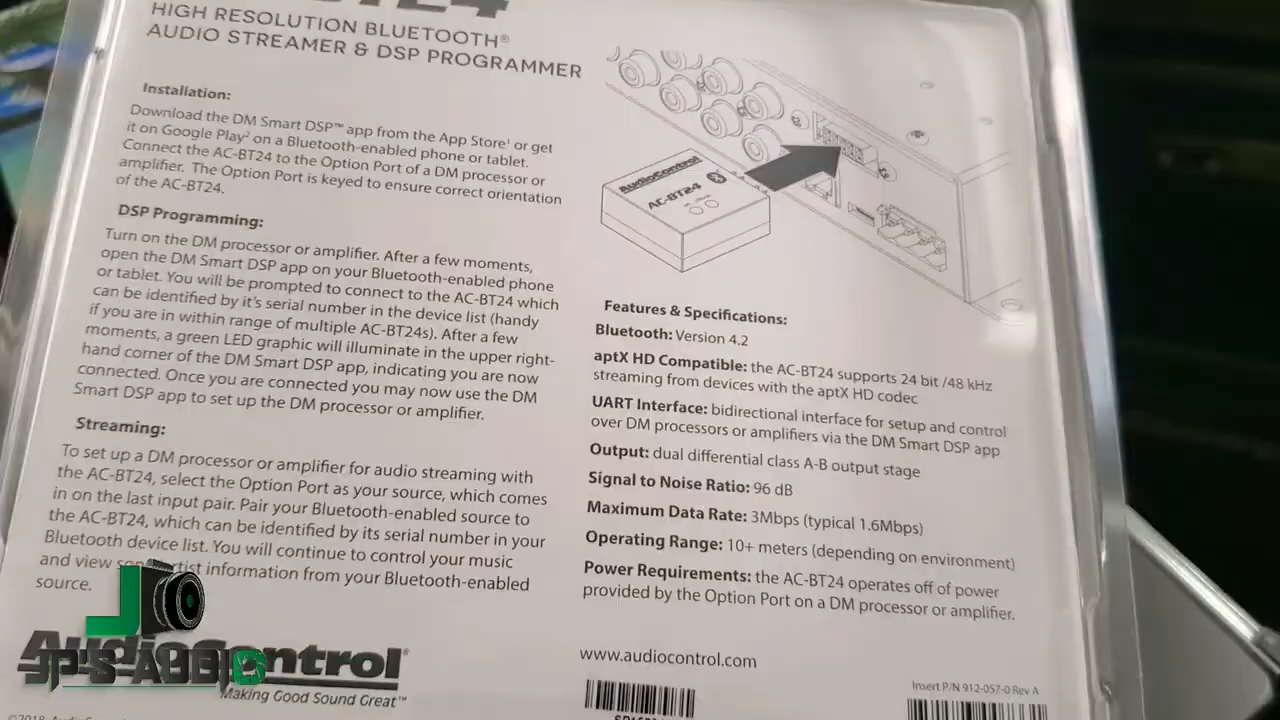 HIGH RESOLUTION BLUETOOTH®
AUDIO STREAMER & DSP PROGRAMMER
Installation:
Download the DM Smart DSP™ app from the App Store¹ or get
it on Google Play² on a Bluetooth-enabled phone or tablet.
Connect the AC-BT24 to the Option Port of a DM processor or
amplifier. The Option Port is keyed to ensure correct orientation
of the AC-BT24.
DSP Programming:
Turn on the DM processor or amplifier. After a few moments,
open the DM Smart DSP app on your Bluetooth-enabled phone
or tablet. You will be prompted to connect to the AC-BT24 which
can be identified by it's serial number in the device list (handy
if you are in within range of multiple AC-BT24s). After a few
moments, a green LED graphic will illuminate in the upper right-
hand corner of the DM Smart DSP app, indicating you are now
connected. Once you are connected you may now use the DM
Smart DSP app to set up the DM processor or amplifier.
Streaming:
To set up a DM processor or amplifier for audio streaming with
the AC-BT24, select the Option Port as your source, which comes
in on the last input pair. Pair your Bluetooth-enabled source to
the AC-BT24, which can be identified by its serial number in your
Bluetooth device list. You will continue to control your music
and view information from your Bluetooth-enabled
source.
AudioControl®
Making Good Sound Great™
J
JP'S AUDIO
AudioControl
AC-BT24
Features & Specifications:
Bluetooth: Version 4.2
aptX HD Compatible: the AC-BT24 supports 24 bit /48 kHz
streaming from devices with the aptX HD codec
UART Interface: bidirectional interface for setup and control
over DM processors or amplifiers via the DM Smart DSP app
Output: dual differential class A-B output stage
Signal to Noise Ratio: 96 dB
Maximum Data Rate: 3Mbps (typical 1.6Mbps)
Operating Range: 10+ meters (depending on environment)
Power Requirements: the AC-BT24 operates off of power
provided by the Option Port on a DM processor or amplifier.
www.audiocontrol.com
Insert P/N 912-057-0 Rev A